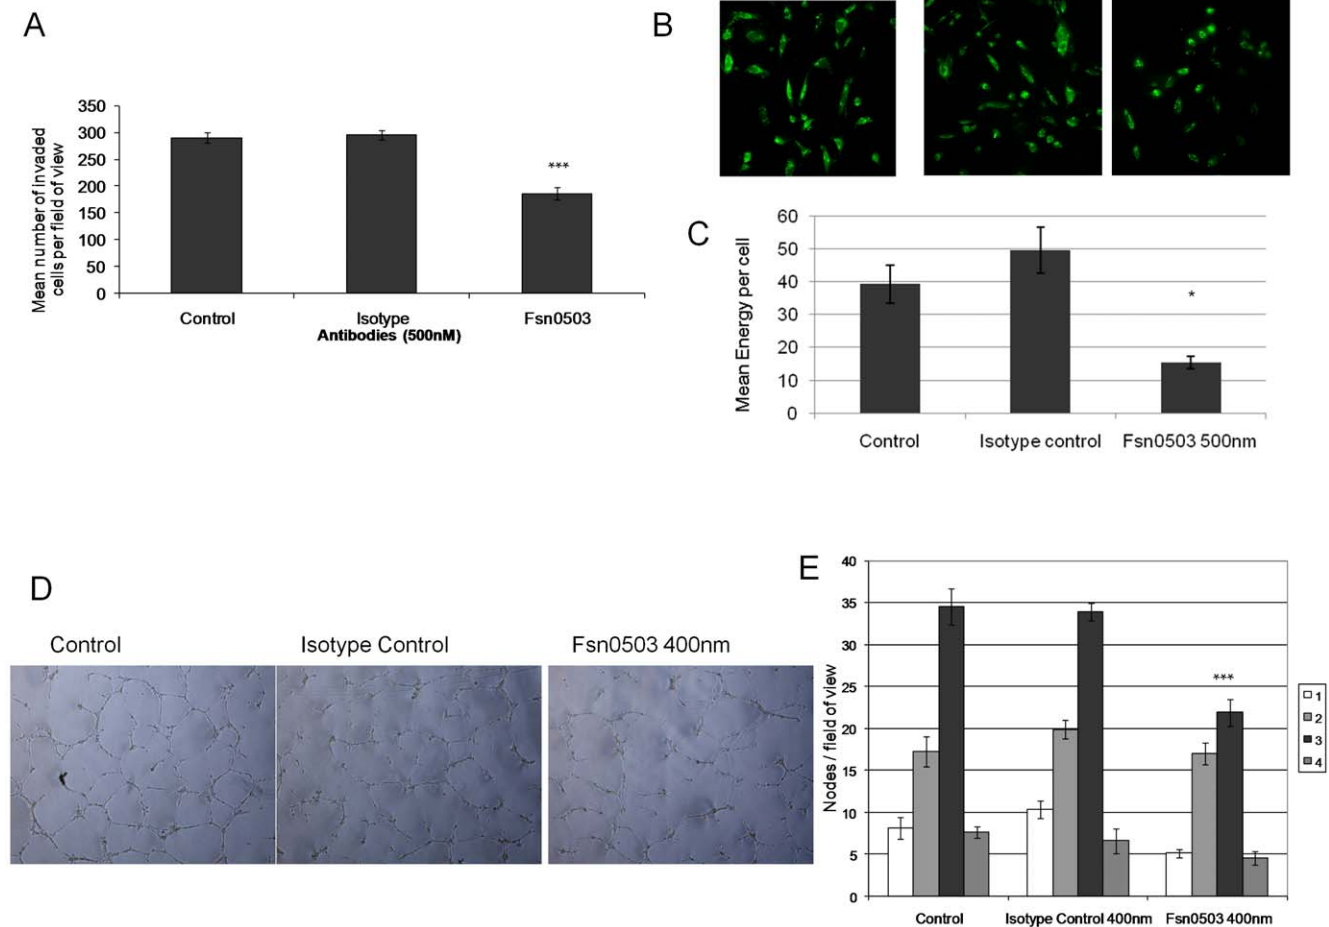 A
350
300
250
200
150
100
50
0
Mean number of invaded
cells per field of view
***
Control
Isotype
Fsn0503
Antibodies (500nM)
B
C
60
50
40
30
20
10
0
Mean Energy per cell
*
Control
Isotype control
Fsn0503 500nm
D
Control
Isotype Control
Fsn0503 400nm
E
40
35
30
25
20
15
10
5
0
Nodes / field of view
***
1
2
3
4
Control
Isotype Control 400nm
Fsn0503 400nm